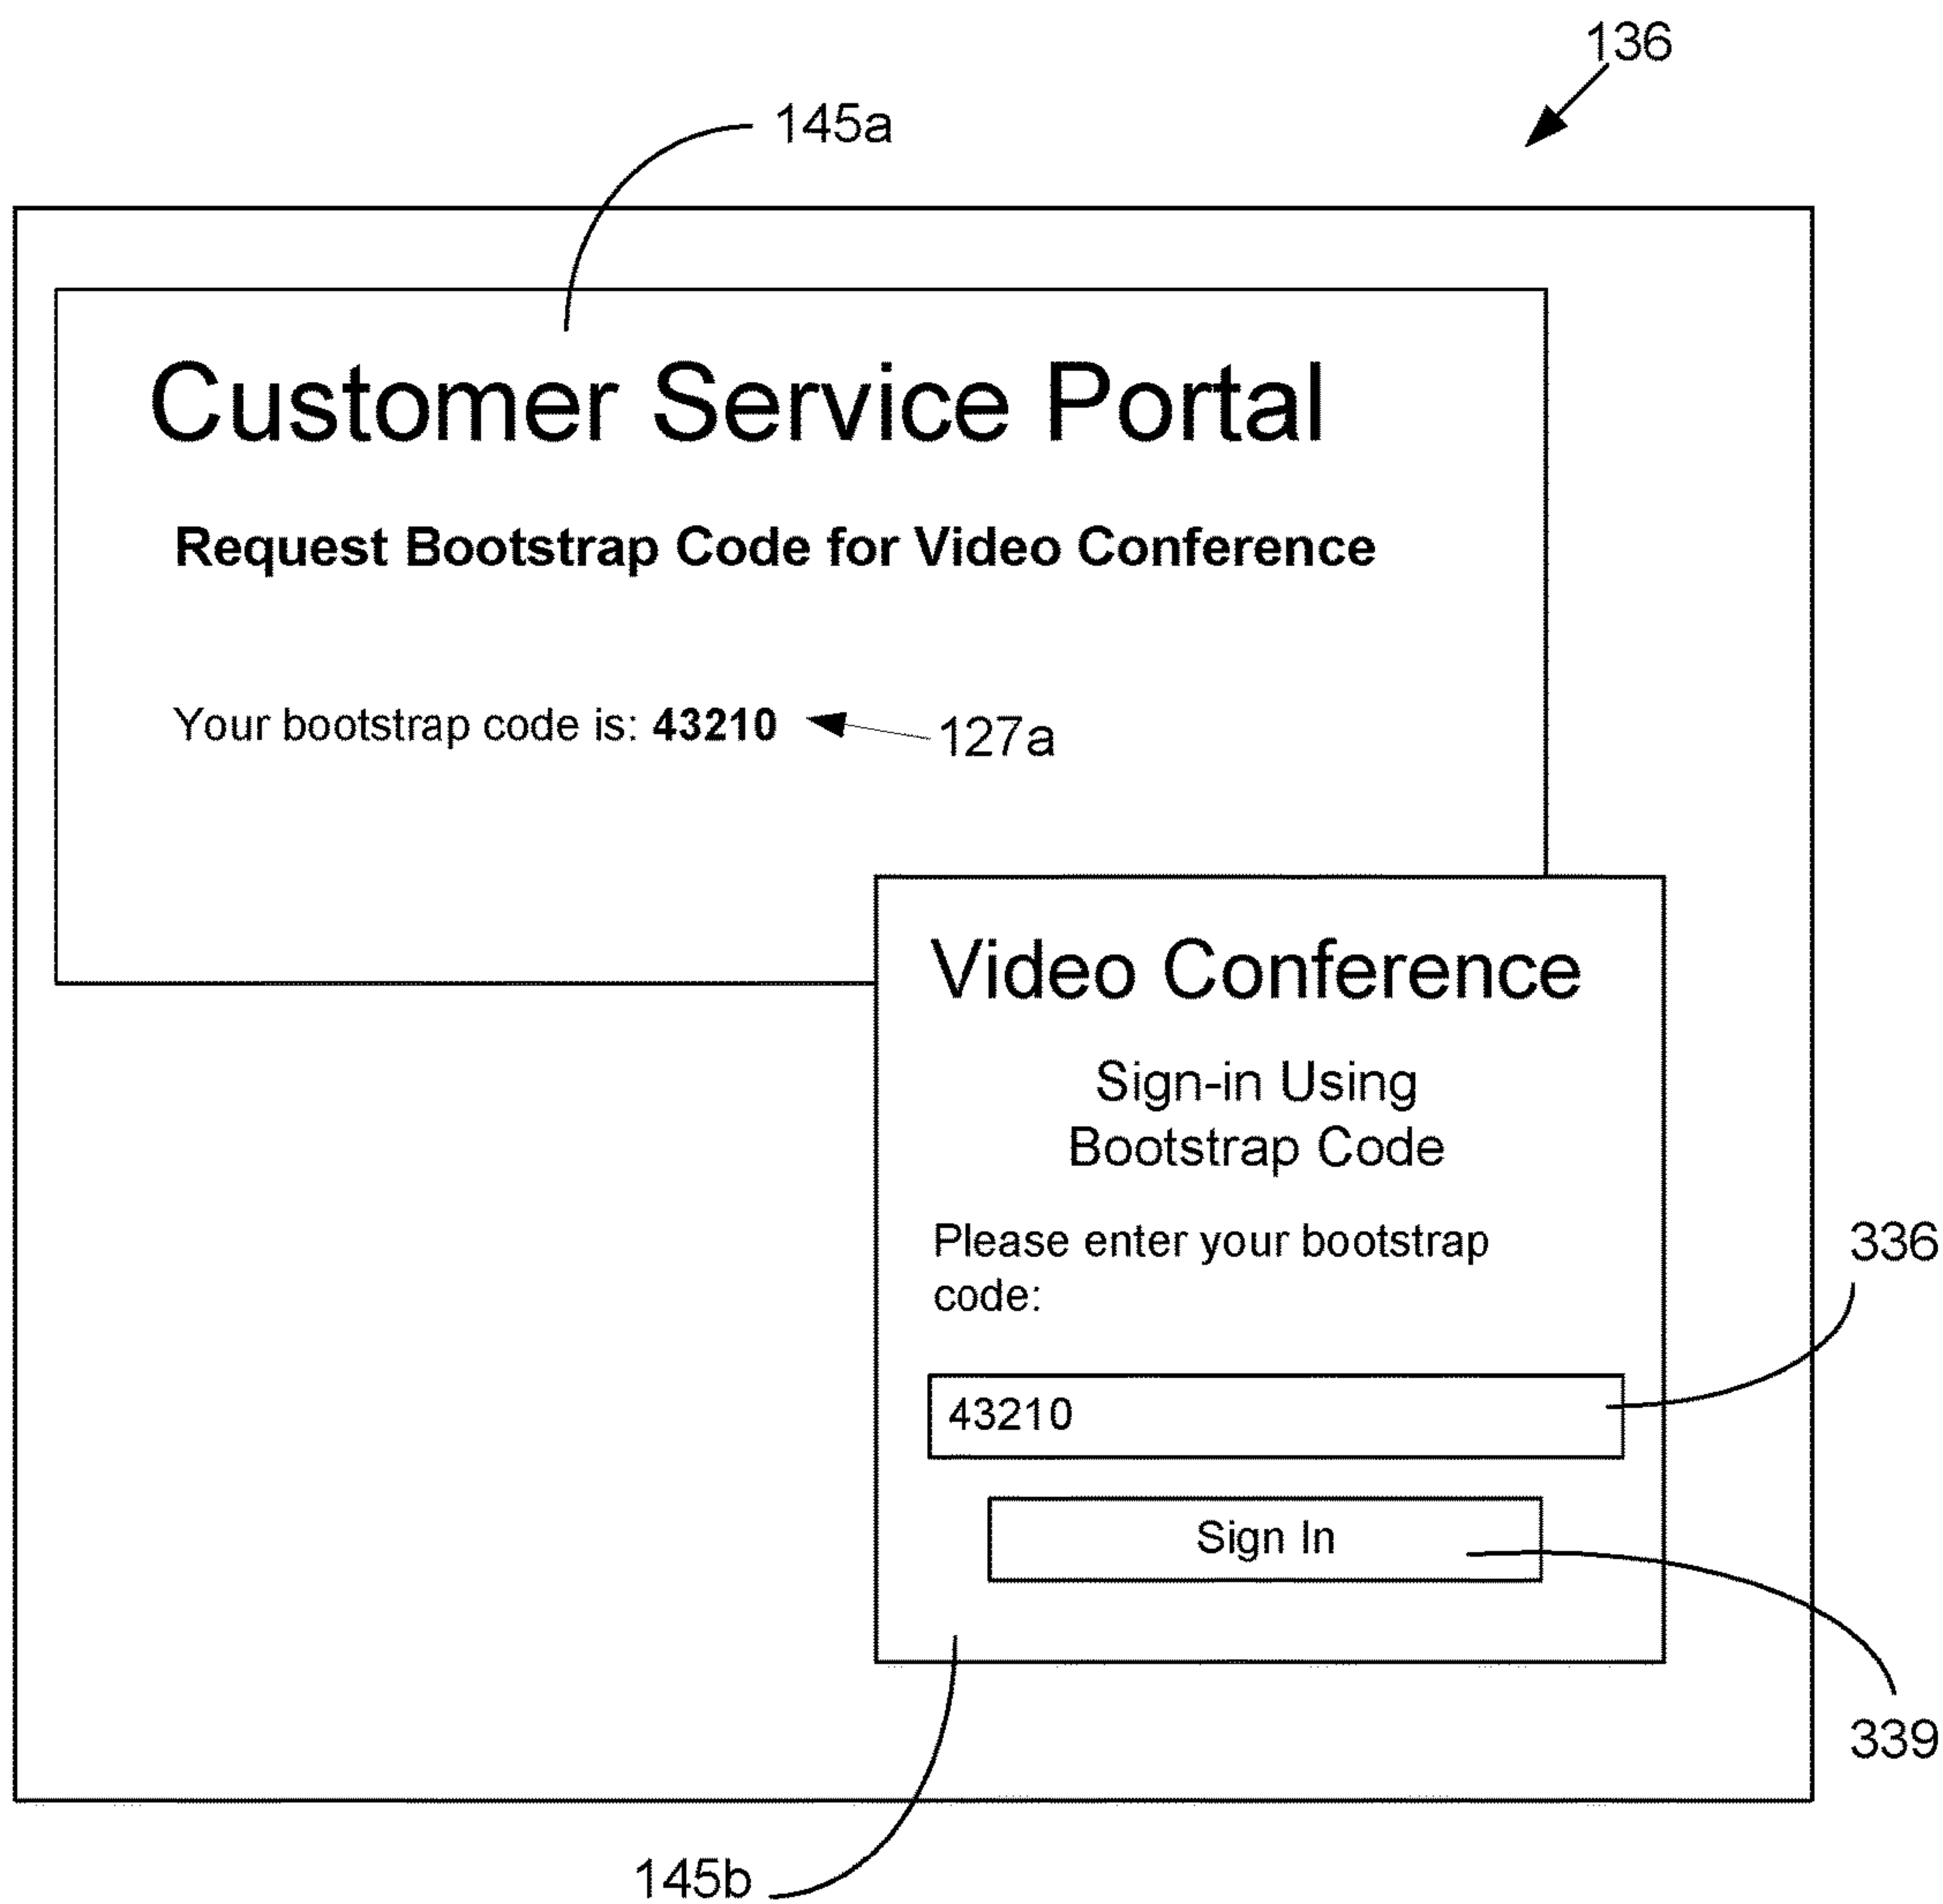 136
145a
Customer Service Portal
Request Bootstrap Code for Video Conference
Your bootstrap code is: 43210
127a
Video Conference
Sign-in Using
Bootstrap Code
Please enter your bootstrap
code:
336
43210
Sign In
339
145b